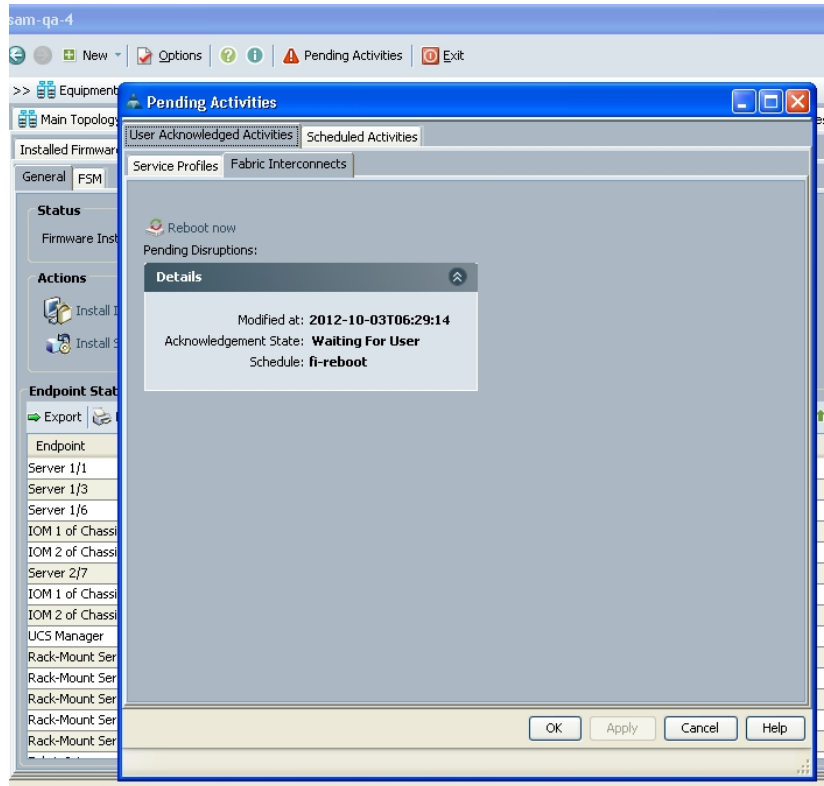 sam-qa-4
New Options Pending Activities Exit
>> Equipment
Main Topology
Installed Firmwar
General FSM
Status
Firmware Inst
Actions
Install I
Install S
Endpoint Stat
Export
Endpoint
Server 1/1
Server 1/3
Server 1/6
IOM 1 of Chassi
IOM 2 of Chassi
Server 2/7
IOM 1 of Chassi
IOM 2 of Chassi
UCS Manager
Rack-Mount Ser
Rack-Mount Ser
Rack-Mount Ser
Rack-Mount Ser
Rack-Mount Ser
Pending Activities
User Acknowledged Activities Scheduled Activities
Service Profiles Fabric Interconnects
Reboot now
Pending Disruptions:
Details
Modified at: 2012-10-03T06:29:14
Acknowledgement State: Waiting For User
Schedule: fi-reboot
OK Apply Cancel Help